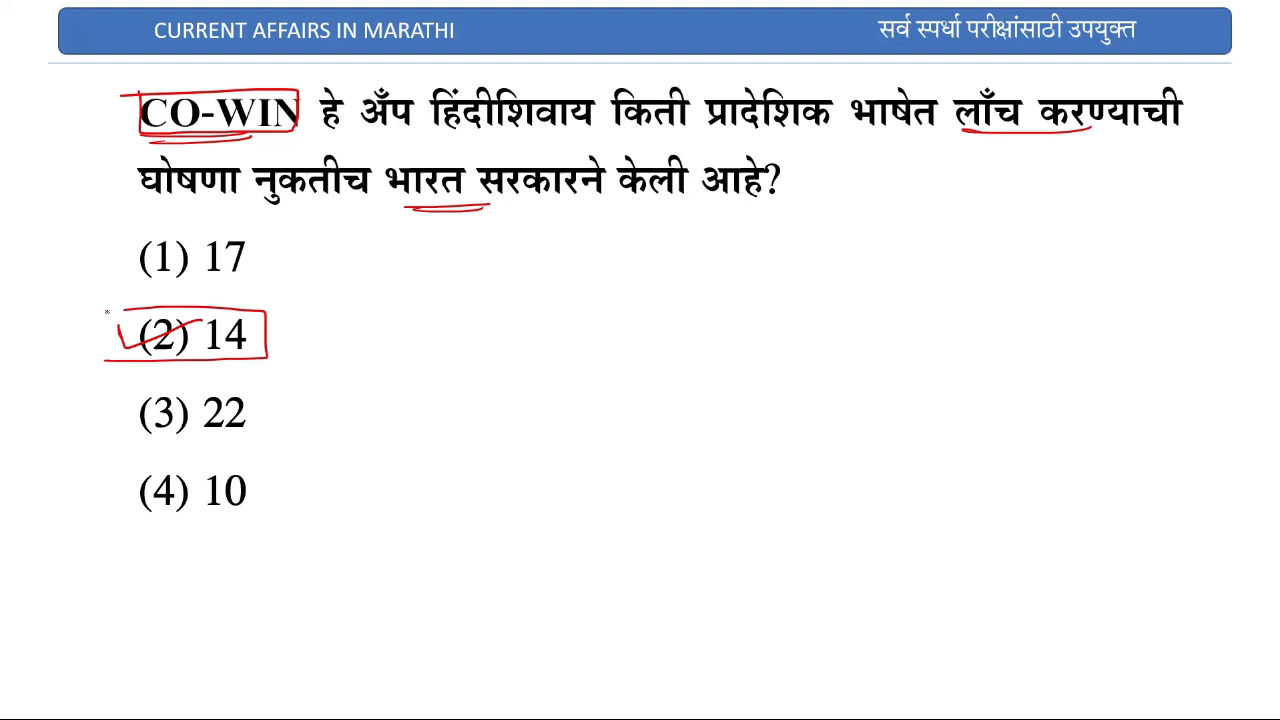 CURRENT AFFAIRS IN MARATHI
सर्व स्पर्धा परीक्षांसाठी उपयुक्त
CO-WIN हे अँप हिंदीशिवाय किती प्रादेशिक भाषेत लाँच करण्याची
घोषणा नुकतीच भारत सरकारने केली आहे?
(1) 17
(2) 14
(3) 22
(4) 10